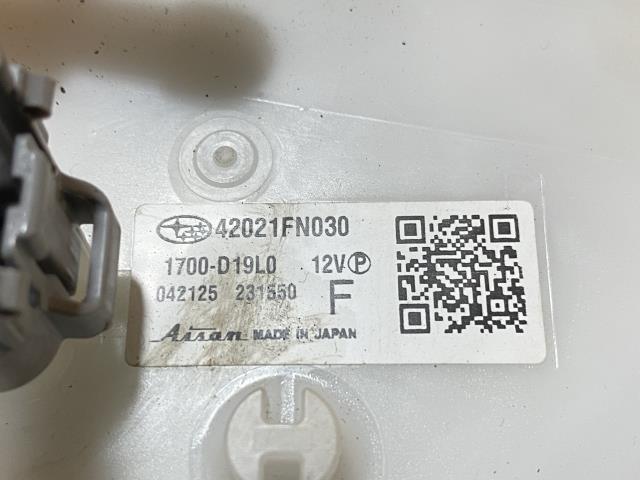 42021FN030
1700-D19L0 12V P
042125 231550 F
Aisan MADE IN JAPAN